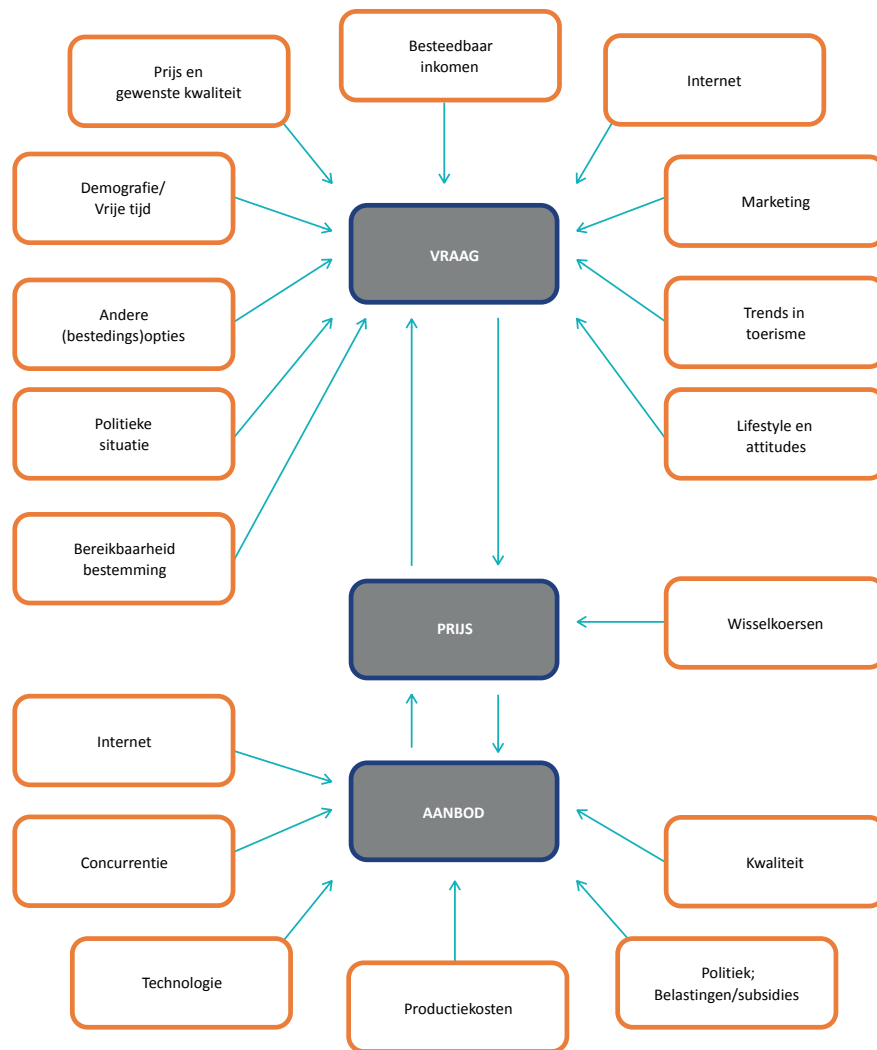 Besteedbaar
inkomen
Prijs en
gewenste kwaliteit
Internet
Demografie/
Vrije tijd
Marketing
VRAAG
Andere
(bestedings)opties
Trends in
toerisme
Politieke
situatie
Lifestyle en
attitudes
Bereikbaarheid
bestemming
PRIJS
Wisselkoersen
Internet
AANBOD
Concurrentie
Kwaliteit
Technologie
Productiekosten
Politiek;
Belastingen/subsidies